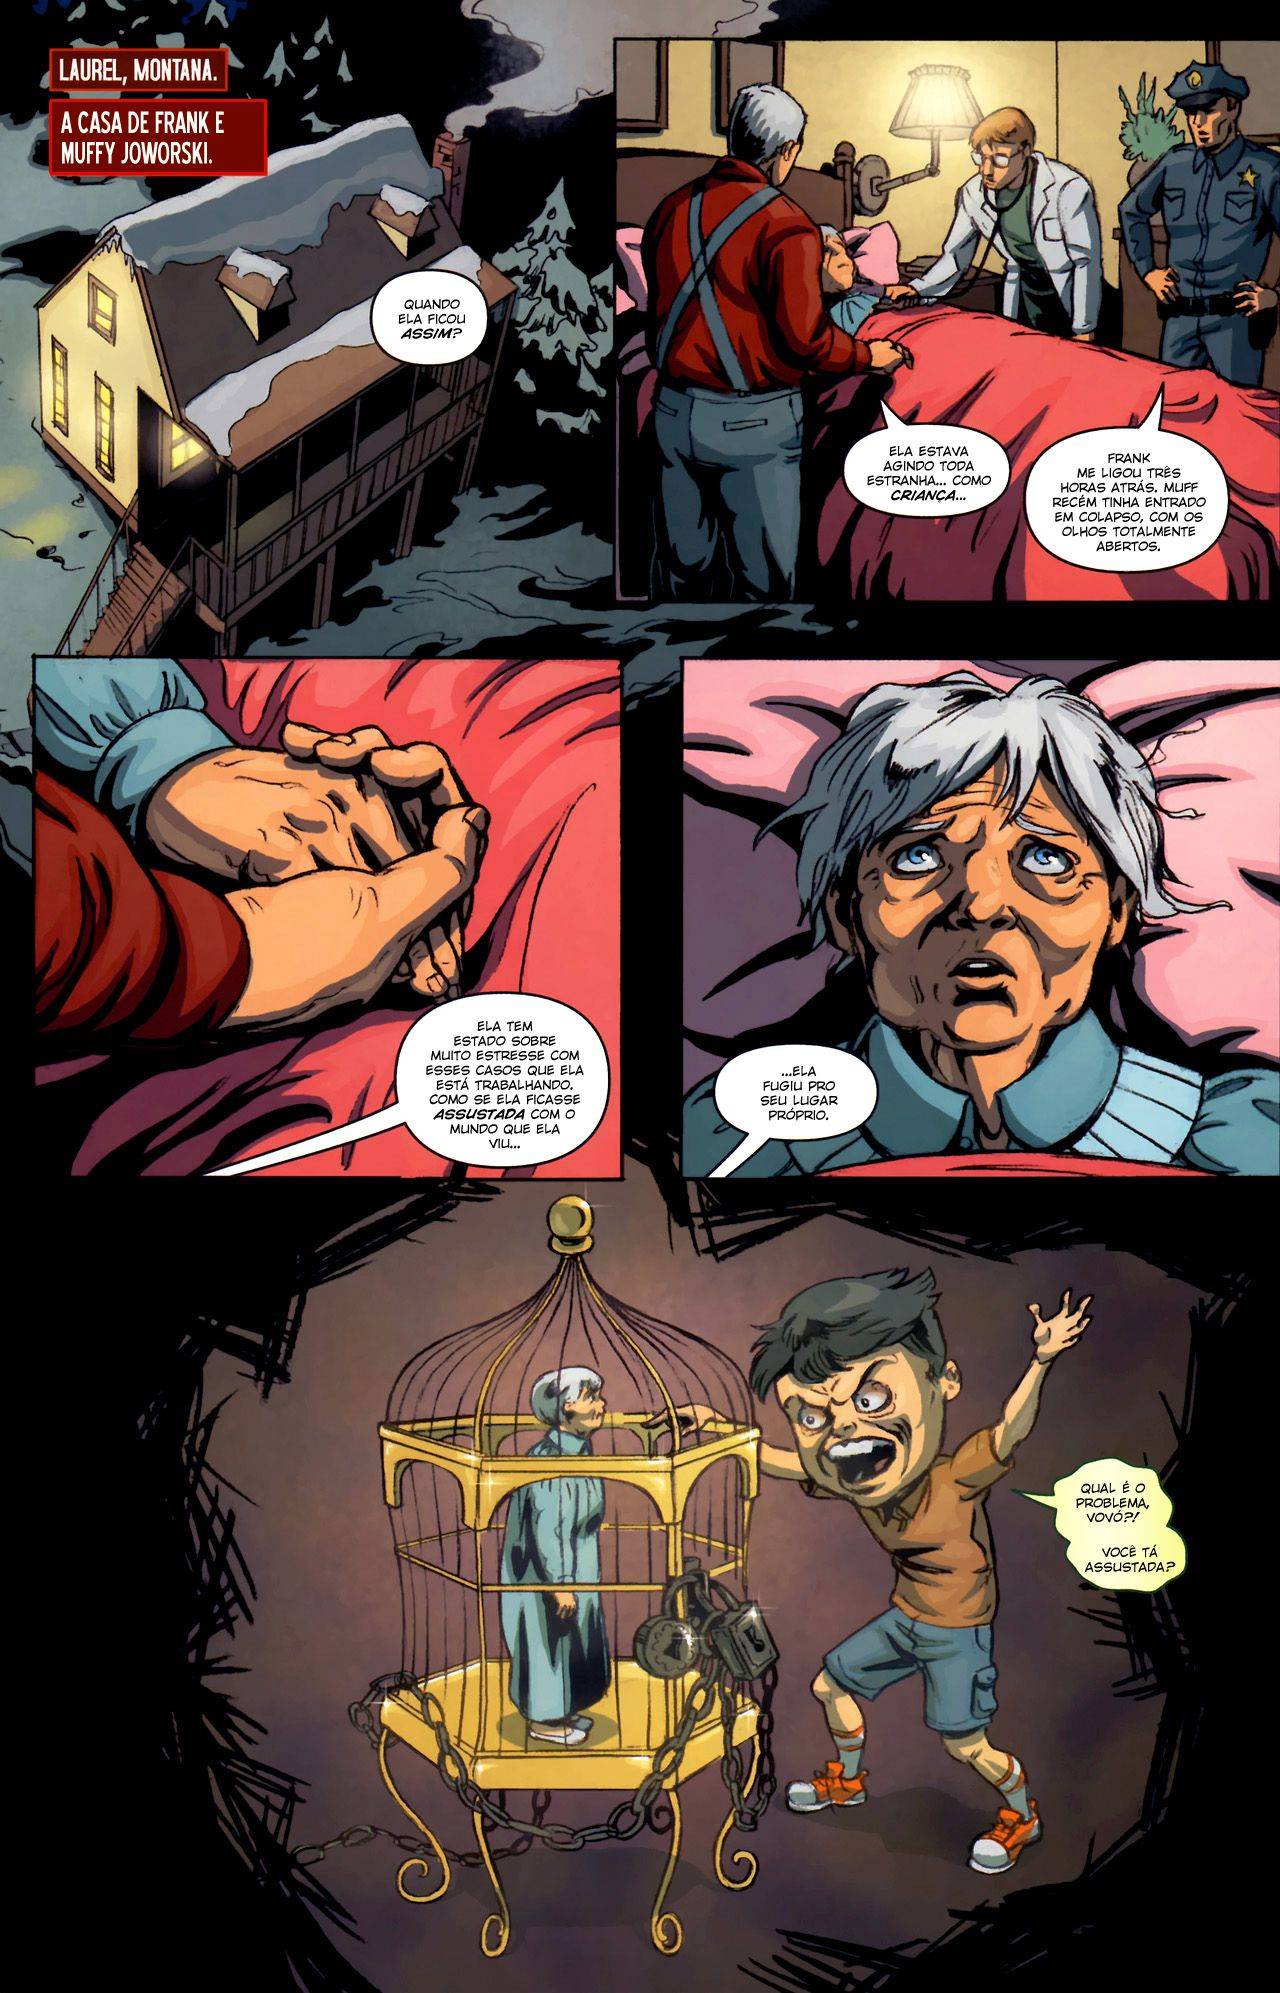 LAUREL, MONTANA.
A CASA DE FRANK E
MUFFY JOWORSKI.
QUANDO
ELA FICOU
ASSIM?
ELA ESTAVA
AGINDO TODA
ESTRANHA... COMO
CRIANÇA...
FRANK
ME LIGOU TRÊS
HORAS ATRÁS. MUFF
RECÉM TINHA ENTRADO
EM COLAPSO, COM OS
OLHOS TOTALMENTE
ABERTOS.
ELA TEM
ESTADO SOBRE
MUITO ESTRESSE COM
ESSES CASOS QUE ELA
ESTÁ TRABALHANDO.
COMO SE ELA FICASSE
ASSUSTADA COM O
MUNDO QUE ELA
VIU...
...ELA
FUGIU PRO
SEU LUGAR
PRÓPRIO.
QUAL É O
PROBLEMA,
VOVÓ?!
VOCÊ TÁ
ASSUSTADA?